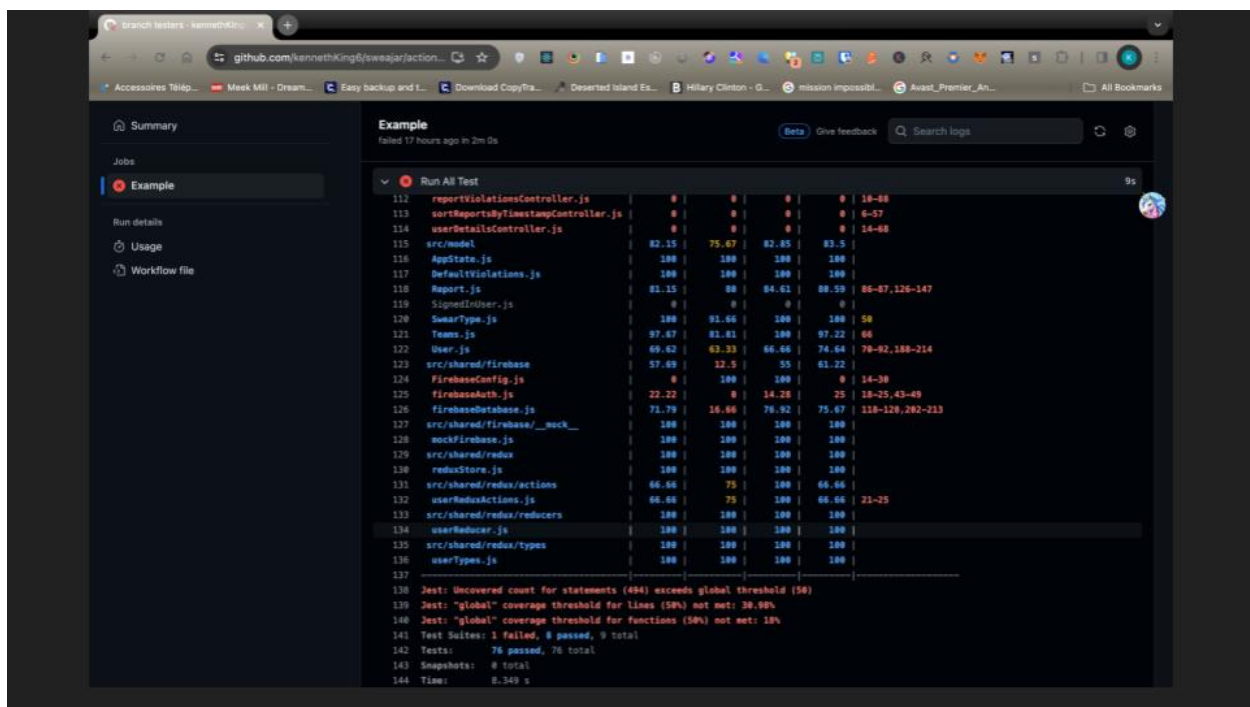 branch testers - kennethKing
github.com/kennethKing6/sweajar/action...
Accessoires Télép... Meek Mill - Dream... Easy backup and t... Download CopyTra... Deserted Island Es... Hillary Clinton - G... mission impossibl... Avast_Premier_An... All Bookmarks
Summary
Jobs
Example
Run details
Usage
Workflow file
Example
failed 17 hours ago in 2m 0s
Beta Give feedback Search logs
Run All Test 9s
112 reportViolationsController.js | 0 | 0 | 0 | 0 | 10-88
113 sortReportsByTimestampController.js | 0 | 0 | 0 | 0 | 6-57
114 userDetailsController.js | 0 | 0 | 0 | 0 | 14-68
115 src/model | 82.15 | 75.67 | 82.85 | 83.5 |
116 AppState.js | 100 | 100 | 100 | 100 |
117 DefaultViolations.js | 100 | 100 | 100 | 100 |
118 Report.js | 81.15 | 80 | 84.61 | 80.59 | 86-87,126-147
119 SignedInUser.js | 0 | 0 | 0 | 0 |
120 SwearType.js | 100 | 91.66 | 100 | 100 | 50
121 Teams.js | 97.67 | 81.81 | 100 | 97.22 | 66
122 User.js | 69.62 | 63.33 | 66.66 | 74.64 | 70-92,188-214
123 src/shared/firebase | 57.69 | 12.5 | 55 | 61.22 |
124 FirebaseConfig.js | 0 | 100 | 100 | 0 | 14-30
125 firebaseAuth.js | 22.22 | 0 | 14.28 | 25 | 18-25,43-49
126 firebaseDatabase.js | 71.79 | 16.66 | 76.92 | 75.67 | 118-120,202-213
127 src/shared/firebase/__mock__ | 100 | 100 | 100 | 100 |
128 mockFirebase.js | 100 | 100 | 100 | 100 |
129 src/shared/redux | 100 | 100 | 100 | 100 |
130 reduxStore.js | 100 | 100 | 100 | 100 |
131 src/shared/redux/actions | 66.66 | 75 | 100 | 66.66 |
132 userReduxActions.js | 66.66 | 75 | 100 | 66.66 | 21-25
133 src/shared/redux/reducers | 100 | 100 | 100 | 100 |
134 userReducer.js | 100 | 100 | 100 | 100 |
135 src/shared/redux/types | 100 | 100 | 100 | 100 |
136 userTypes.js | 100 | 100 | 100 | 100 |
137
138 Jest: Uncovered count for statements (494) exceeds global threshold (50)
139 Jest: "global" coverage threshold for lines (50%) not met: 30.98%
140 Jest: "global" coverage threshold for functions (50%) not met: 18%
141 Test Suites: 1 failed, 8 passed, 9 total
142 Tests: 76 passed, 76 total
143 Snapshots: 0 total
144 Time: 8.349 s